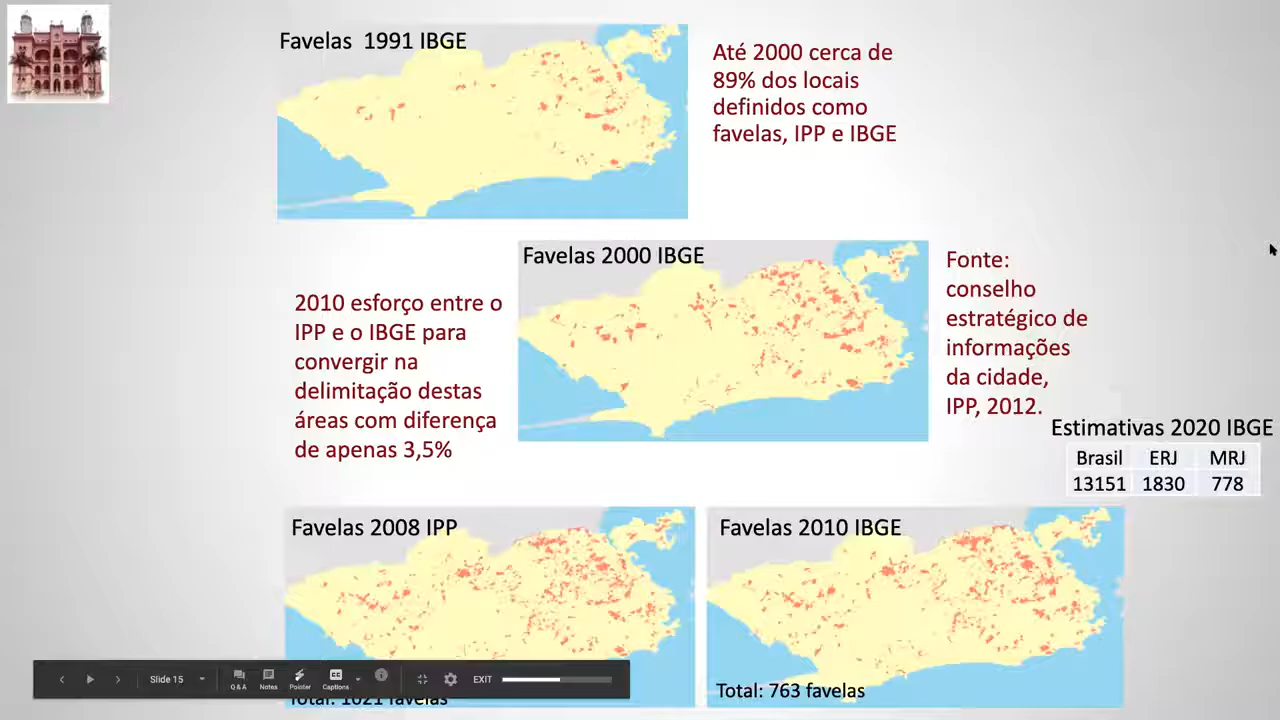 Favelas 1991 IBGE
Até 2000 cerca de
89% dos locais
definidos como
favelas, IPP e IBGE
Favelas 2000 IBGE
2010 esforço entre o
IPP e o IBGE para
convergir na
delimitação destas
áreas com diferença
de apenas 3,5%
Fonte:
conselho
estratégico de
informações
da cidade,
IPP, 2012.
Estimativas 2020 IBGE
Brasil ERJ MRJ
13151 1830 778
Favelas 2008 IPP
Favelas 2010 IBGE
Slide 15
Q & A Notes Pointer Captions
EXIT
Total: 1021 favelas
Total: 763 favelas